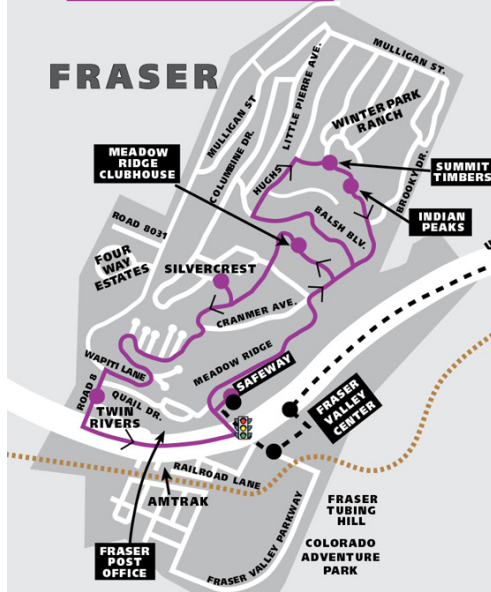 FRASER
MULLIGAN ST.
LITTLE PIERRE AVE.
MULLIGAN ST
COLUMBINE DR.
WINTER PARK
RANCH
MEADOW
RIDGE
CLUBHOUSE
HUGHS
SUMMIT
TIMBERS
BROOKY DR.
INDIAN
PEAKS
BALSH BLV.
ROAD 8031
FOUR
WAY
ESTATES
SILVERCREST
CRANMER AVE.
WAPITI LANE
MEADOW RIDGE
SAFEWAY
ROAD 8
QUAIL DR.
TWIN
RIVERS
FRASER
VALLEY
CENTER
RAILROAD LANE
AMTRAK
FRASER
TUBING
HILL
FRASER
POST
OFFICE
FRASER VALLEY PARKWAY
COLORADO
ADVENTURE
PARK